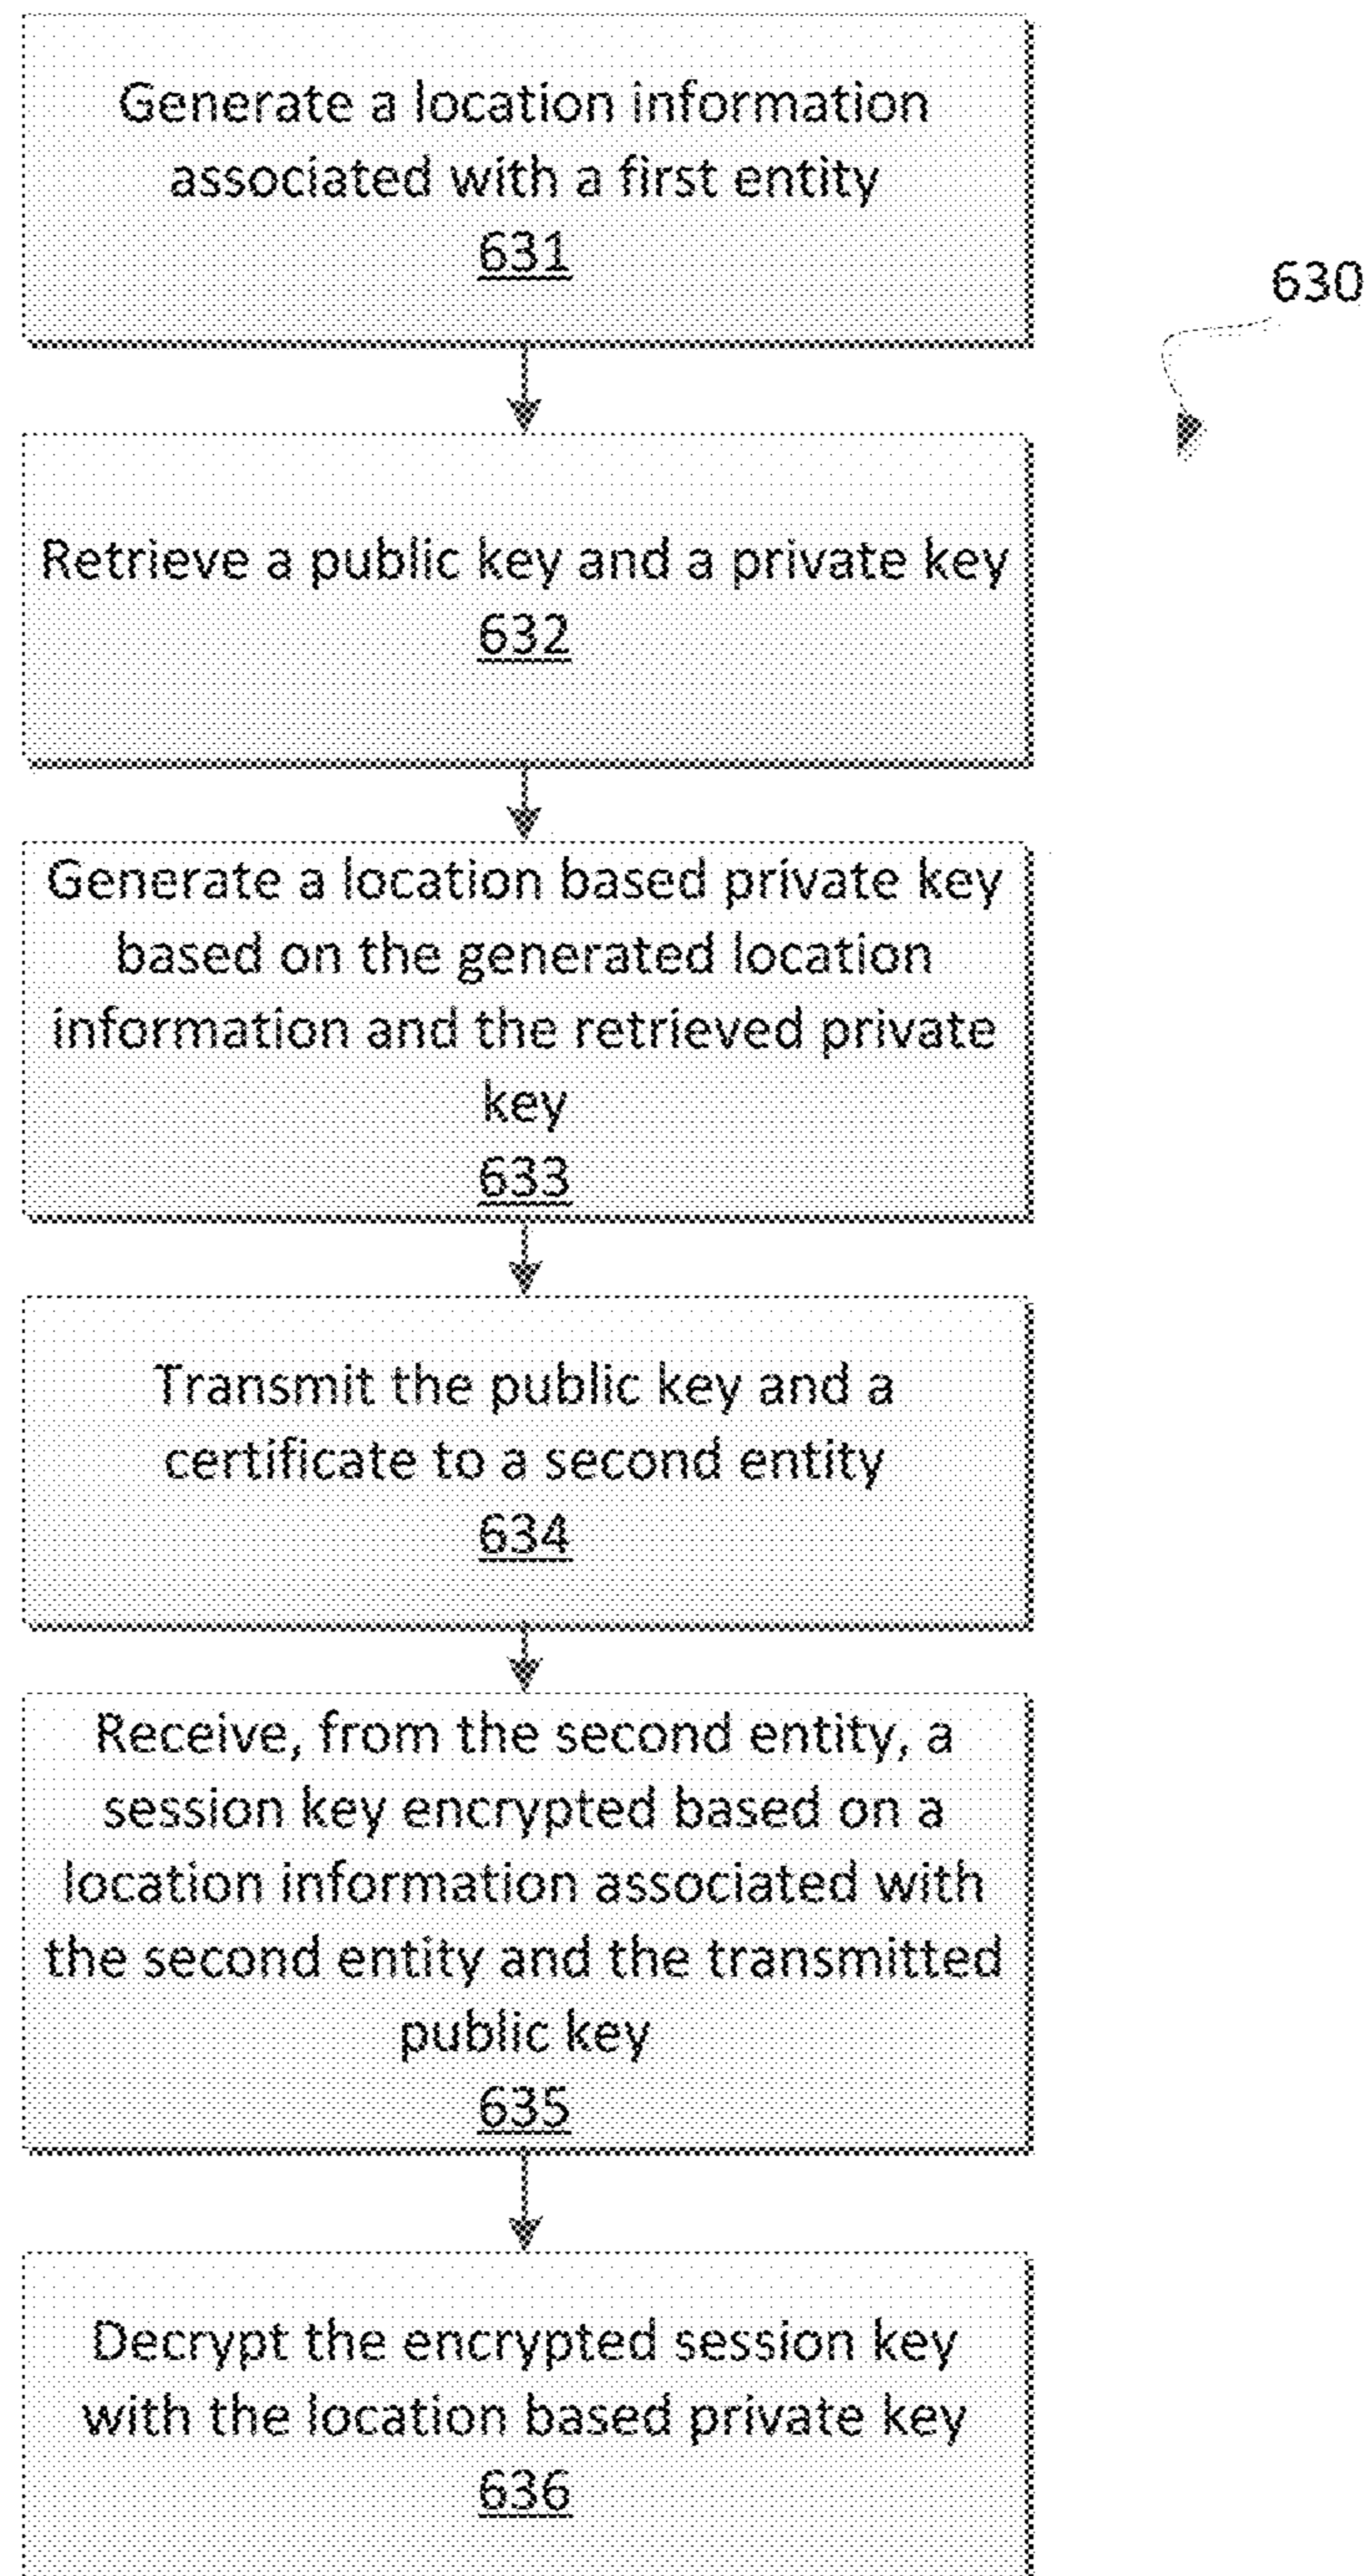 Generate a location information
associated with a first entity
631
630
Retrieve a public key and a private key
632
Generate a location based private key
based on the generated location
information and the retrieved private
key
633
Transmit the public key and a
certificate to a second entity
634
Receive, from the second entity, a
session key encrypted based on a
location information associated with
the second entity and the transmitted
public key
635
Decrypt the encrypted session key
with the location based private key
636